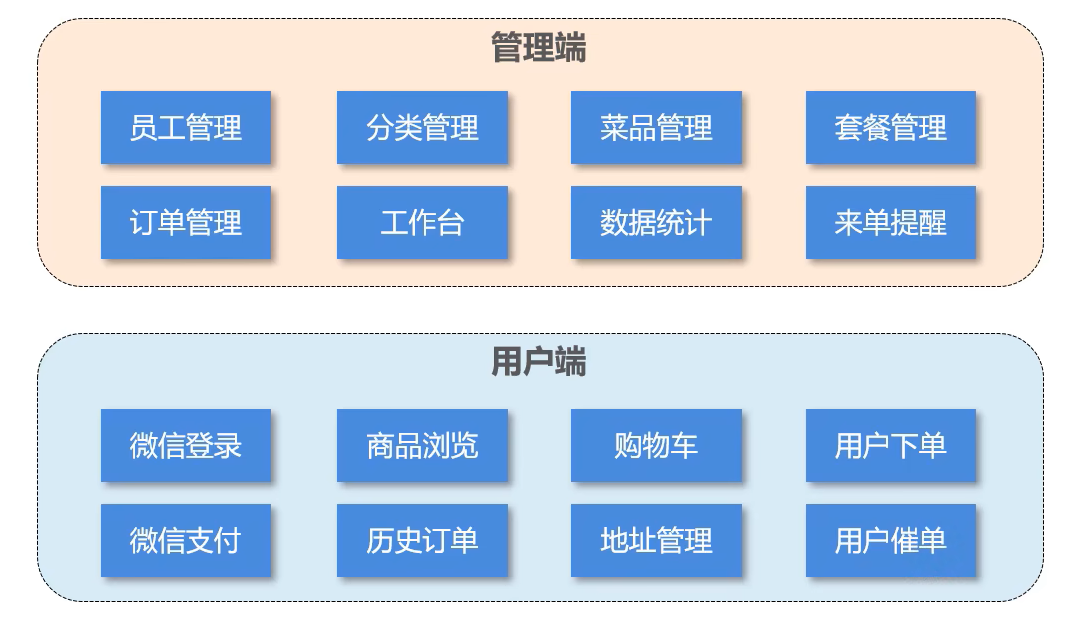 管理端
员工管理 分类管理 菜品管理 套餐管理
订单管理 工作台 数据统计 来单提醒
用户端
微信登录 商品浏览 购物车 用户下单
微信支付 历史订单 地址管理 用户催单